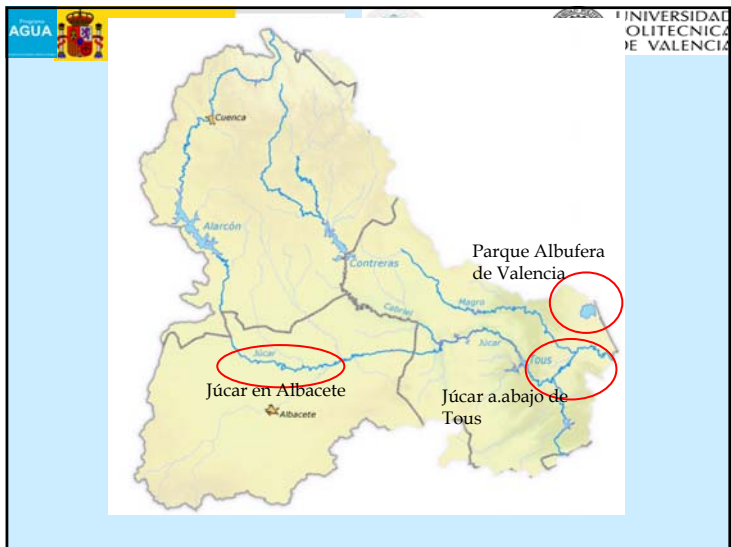 Programa
AGUA
UNIVERSIDAD
POLITECNICA
DE VALENCIA
Cuenca
Alarcón
Contreras
Parque Albufera
de Valencia
Magro
Cabriel
Júcar
Júcar
Tous
Júcar en Albacete
Júcar a.abajo de
Tous
Albacete